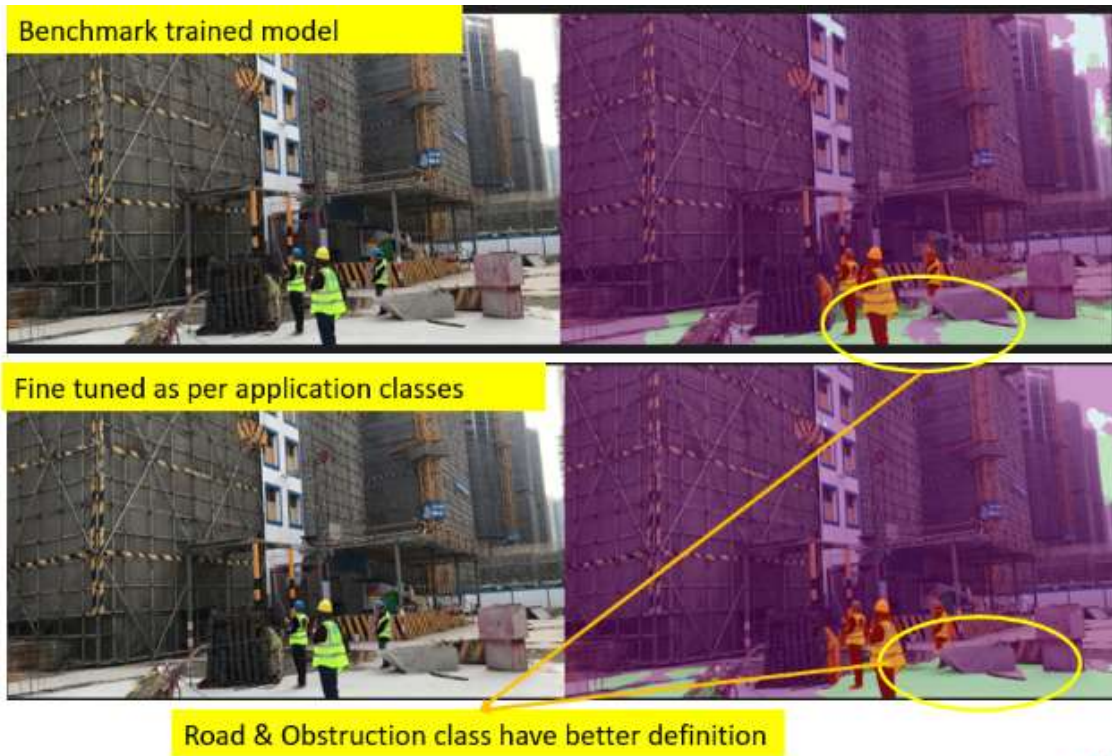 Benchmark trained model
Fine tuned as per application classes
Road & Obstruction class have better definition